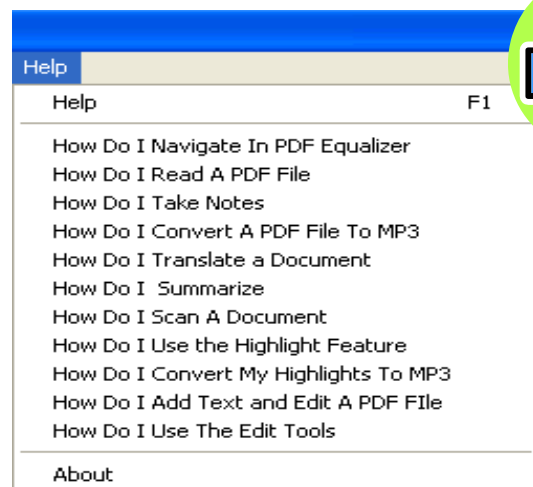 Help
Help F1
How Do I Navigate In PDF Equalizer
How Do I Read A PDF File
How Do I Take Notes
How Do I Convert A PDF File To MP3
How Do I Translate a Document
How Do I  Summarize
How Do I Scan A Document
How Do I Use the Highlight Feature
How Do I Convert My Highlights To MP3
How Do I Add Text and Edit A PDF FIle
How Do I Use The Edit Tools
About